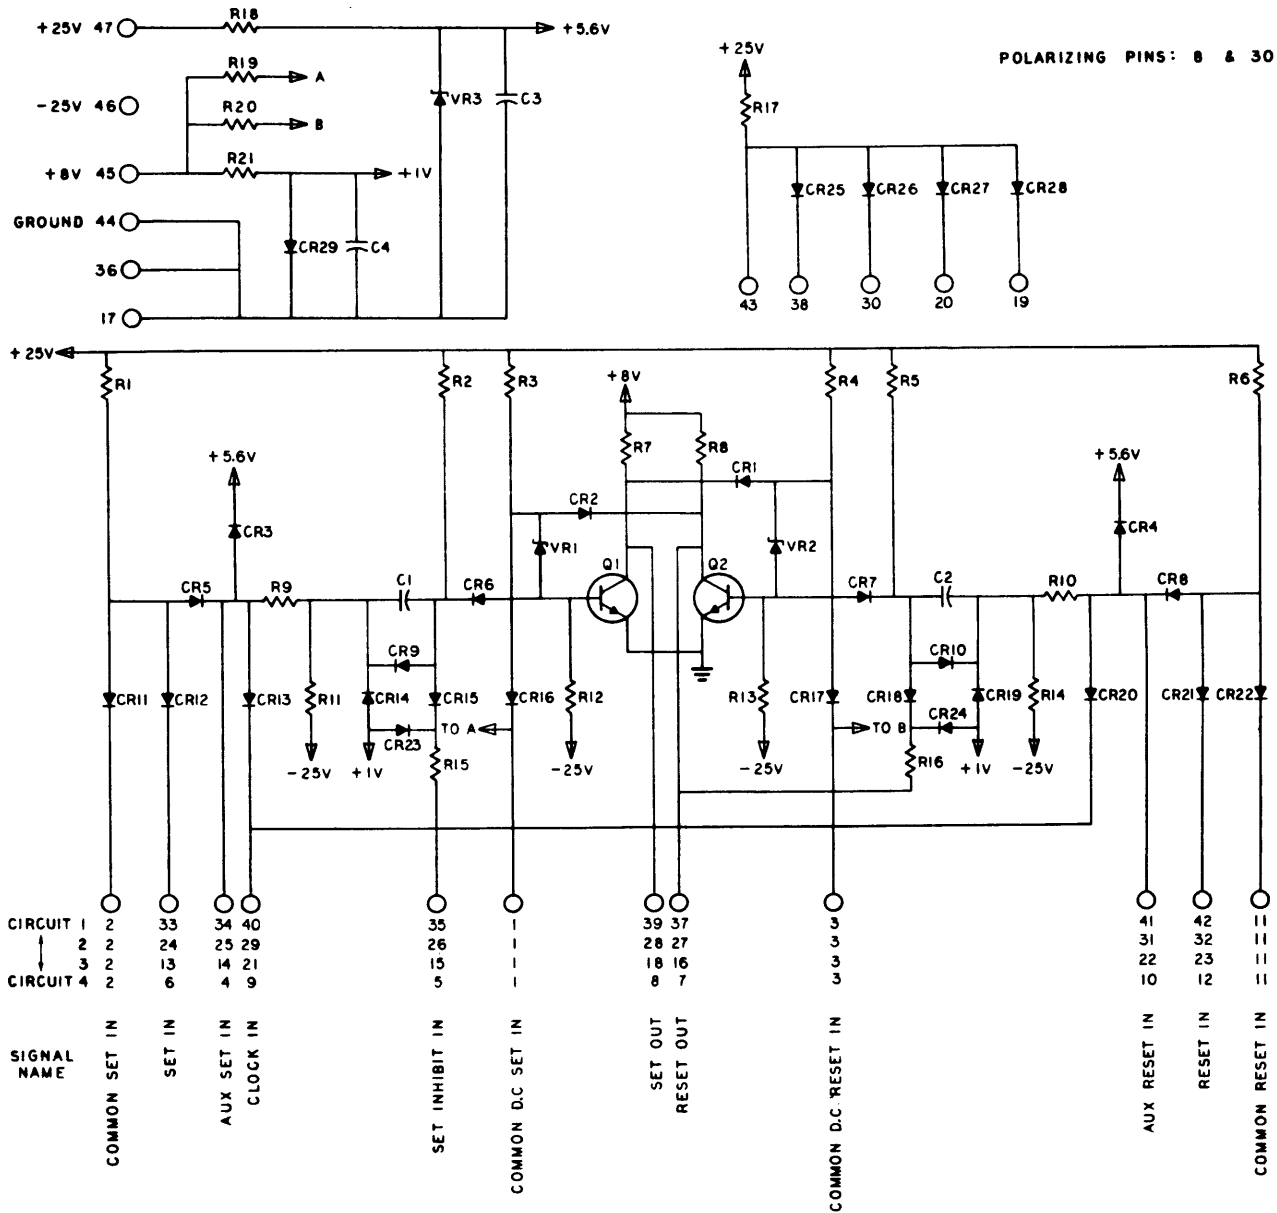 +25V 47 R18 +5.6V
R19 A
-25V 46 R20 B VR3 C3
R21
+8V 45 +1V
GROUND 44
CR29 C4
36
17
+25V
R17
CR25 CR26 CR27 CR28
43 38 30 20 19
POLARIZING PINS: 8 & 30
+25V
R1 R2 R3 +8V R4 R5 R6
R7 R8
+5.6V CR1 +5.6V
CR2
CR3 VR1 VR2 CR4
Q1 Q2
CR5 R9 C1 CR6 CR7 C2 R10 CR8
CR9 CR10
CR11 CR12 CR13 R11 CR14 CR15 CR16 R12 R13 CR17 CR18 CR19 R14 CR20 CR21 CR22
CR23 TO A TO B CR24
-25V +1V R15 -25V -25V R16 +1V -25V
CIRCUIT 1 2 33 34 40 35 1 39 37 3 41 42 11
2 2 24 25 29 26 1 28 27 3 31 32 11
3 2 13 14 21 15 1 18 16 3 22 23 11
CIRCUIT 4 2 6 4 9 5 1 8 7 3 10 12 11
SIGNAL
NAME
COMMON SET IN
SET IN
AUX SET IN
CLOCK IN
SET INHIBIT IN
COMMON D.C SET IN
SET OUT
RESET OUT
COMMON D.C. RESET IN
AUX RESET IN
RESET IN
COMMON RESET IN